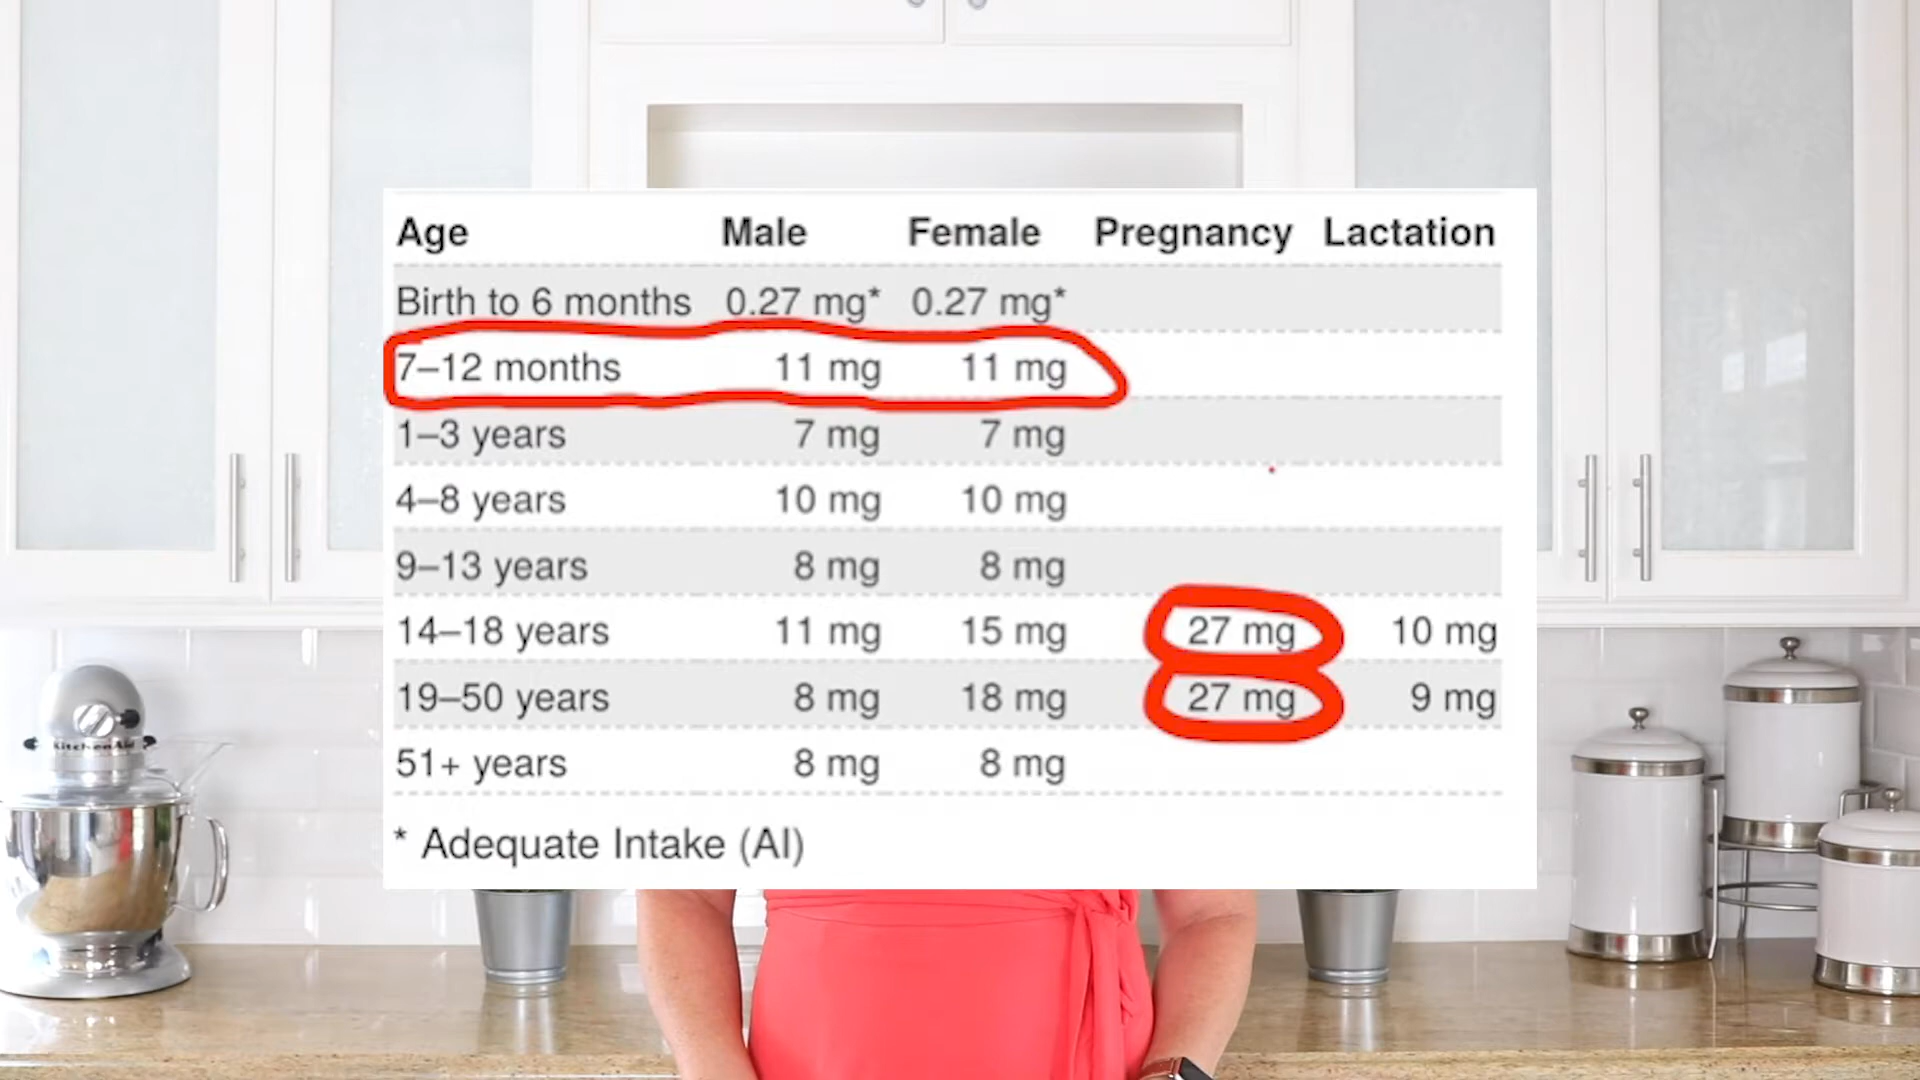 Age Male Female Pregnancy Lactation
Birth to 6 months 0.27 mg* 0.27 mg*
7–12 months 11 mg 11 mg
1–3 years 7 mg 7 mg
4–8 years 10 mg 10 mg
9–13 years 8 mg 8 mg
14–18 years 11 mg 15 mg 27 mg 10 mg
19–50 years 8 mg 18 mg 27 mg 9 mg
51+ years 8 mg 8 mg
* Adequate Intake (AI)
KitchenAid